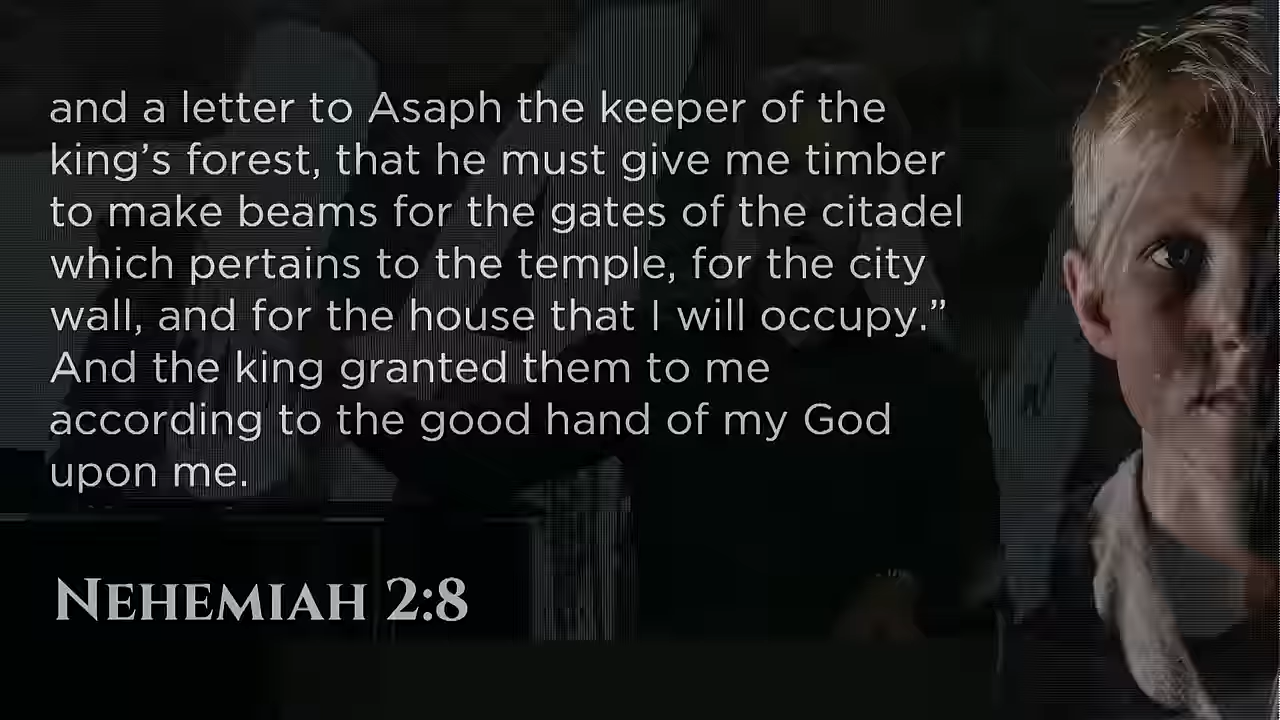 and a letter to Asaph the keeper of the
king’s forest, that he must give me timber
to make beams for the gates of the citadel
which pertains to the temple, for the city
wall, and for the house that I will occupy.”
And the king granted them to me
according to the good hand of my God
upon me.
NEHEMIAH 2:8